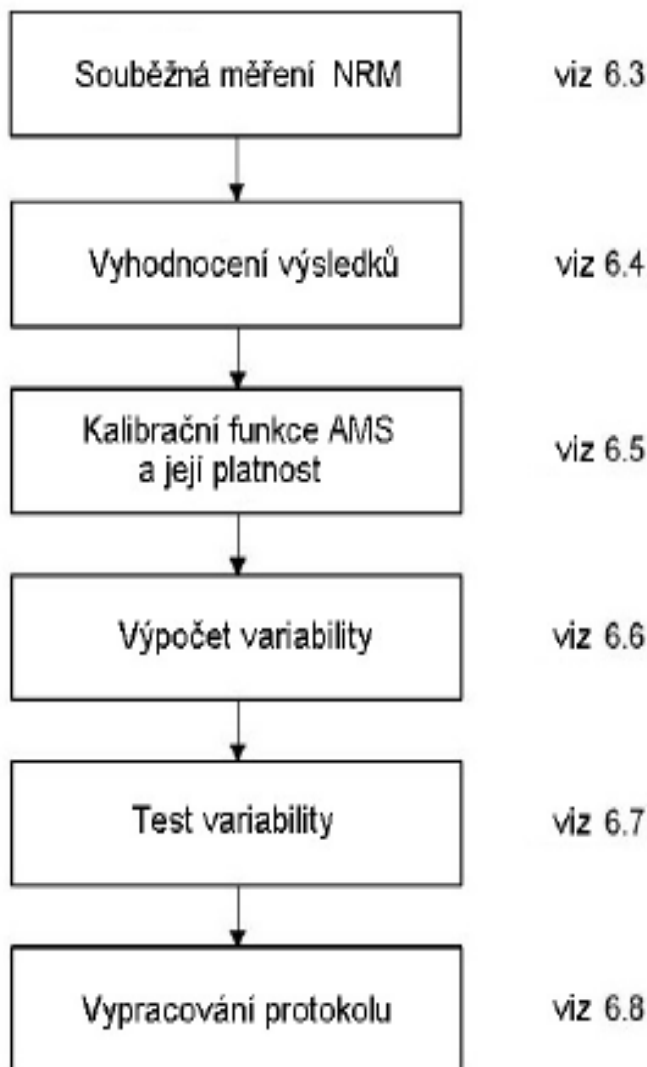 Souběžná měření NRM viz 6.3
Vyhodnocení výsledků viz 6.4
Kalibrační funkce AMS
a její platnost viz 6.5
Výpočet variability viz 6.6
Test variability viz 6.7
Vypracování protokolu viz 6.8